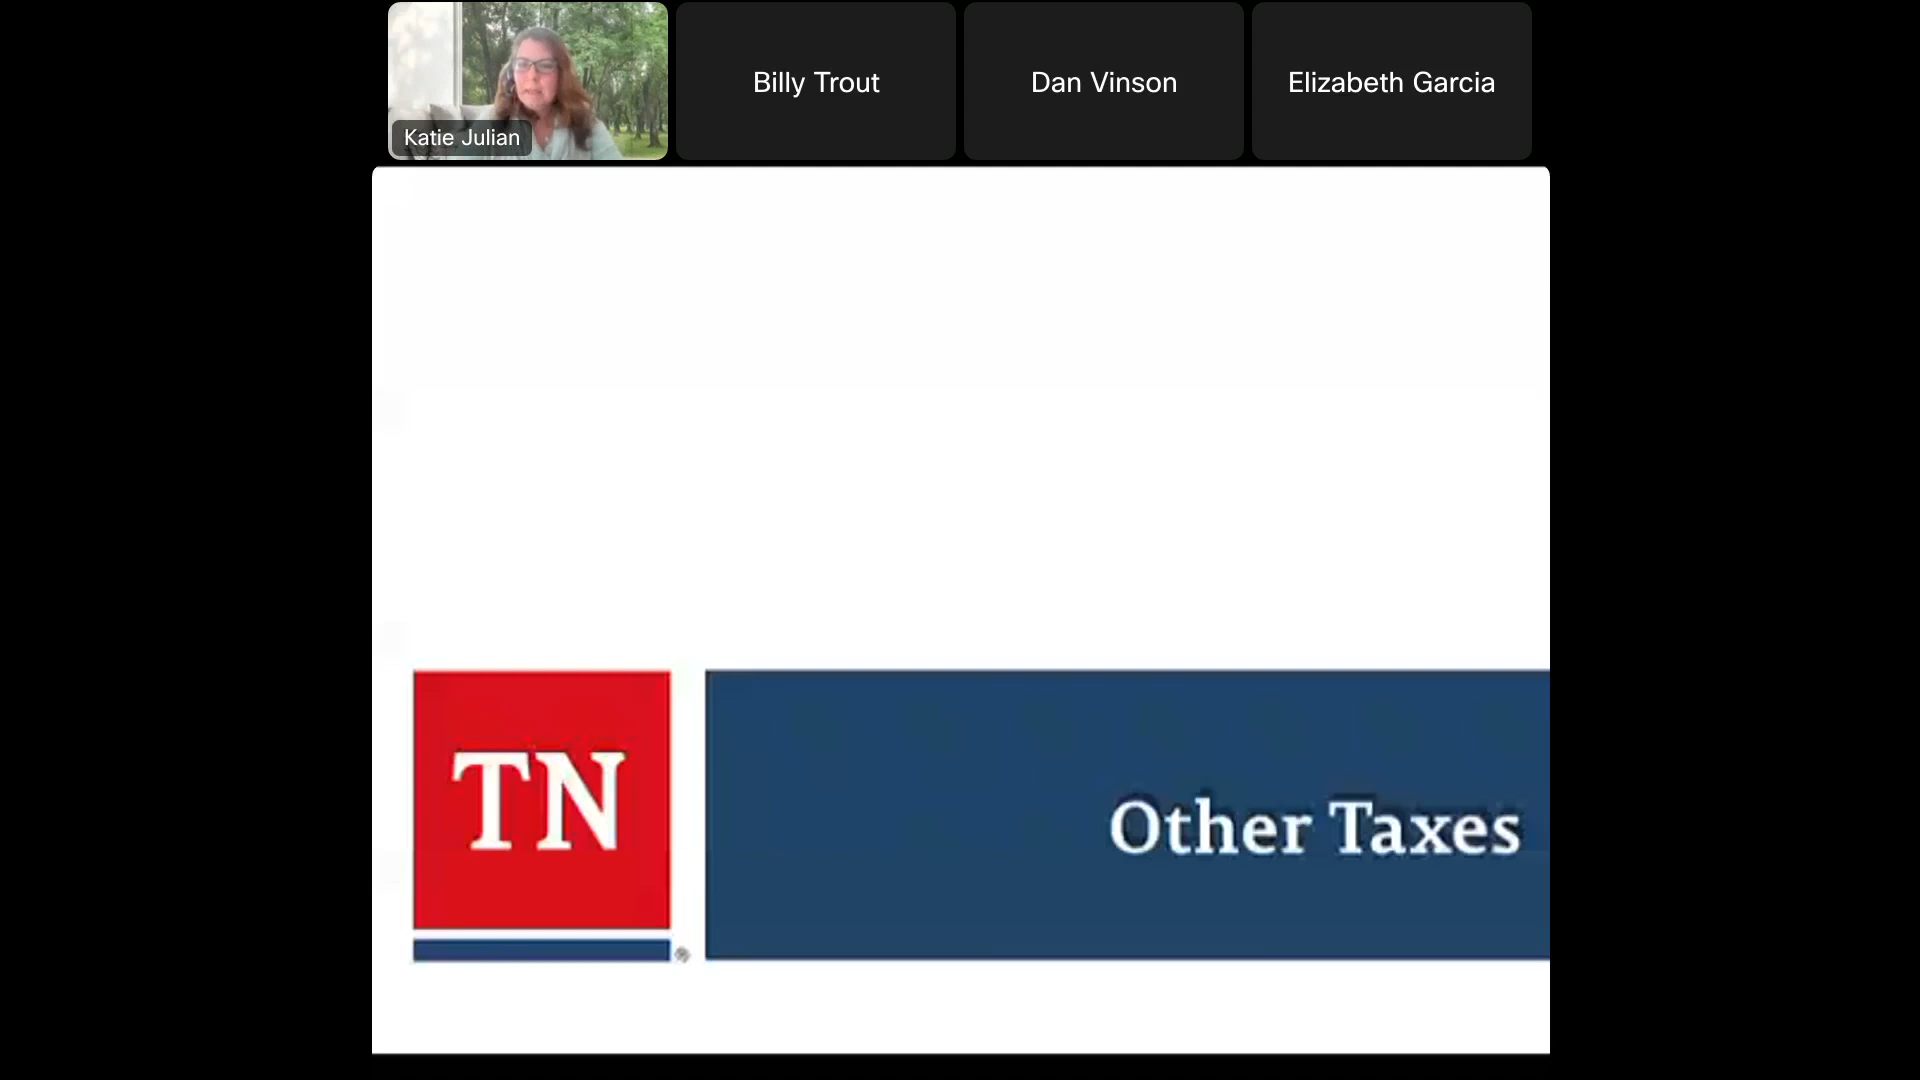 Katie Julian
Billy Trout
Dan Vinson
Elizabeth Garcia
TN
Other Taxes